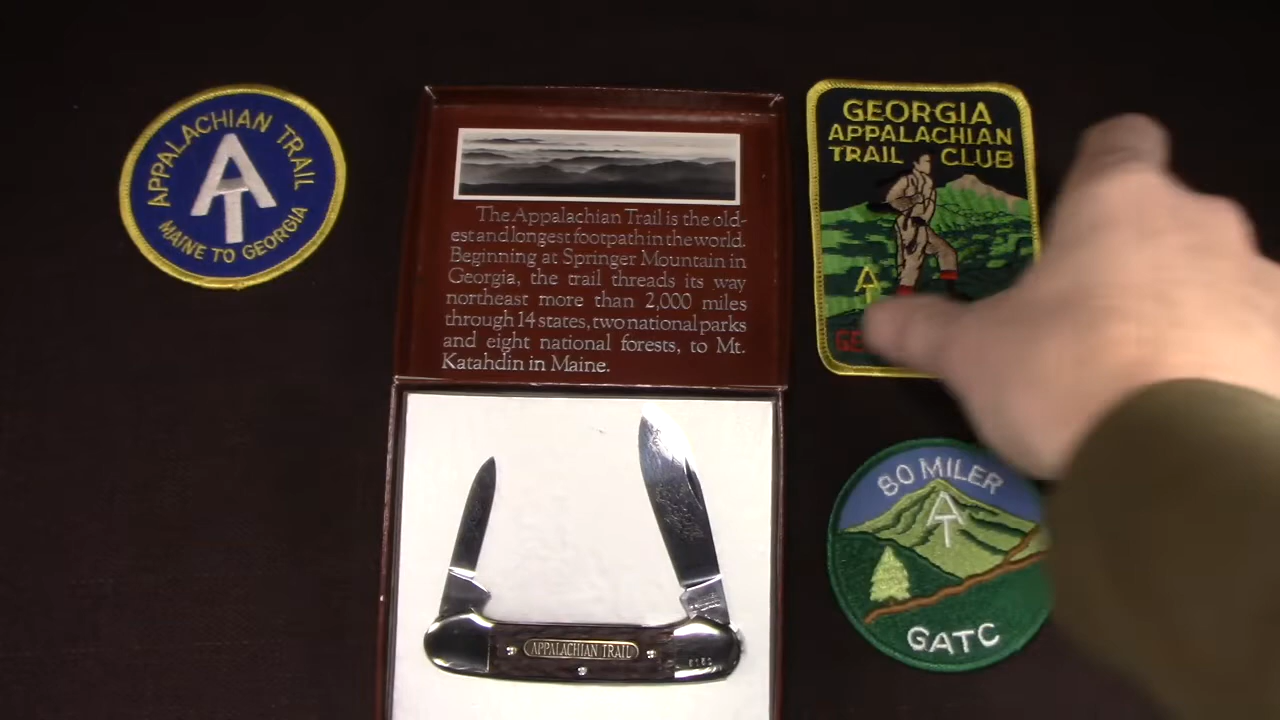 APPALACHIAN TRAIL
AT
MAINE TO GEORGIA
The Appalachian Trail is the old-
est and longest footpath in the world.
Beginning at Springer Mountain in
Georgia, the trail threads its way
northeast more than 2,000 miles
through 14 states, two national parks
and eight national forests, to Mt.
Katahdin in Maine.
APPALACHIAN TRAIL
GEORGIA
APPALACHIAN
TRAIL CLUB
AT
80 MILER
AT
GATC